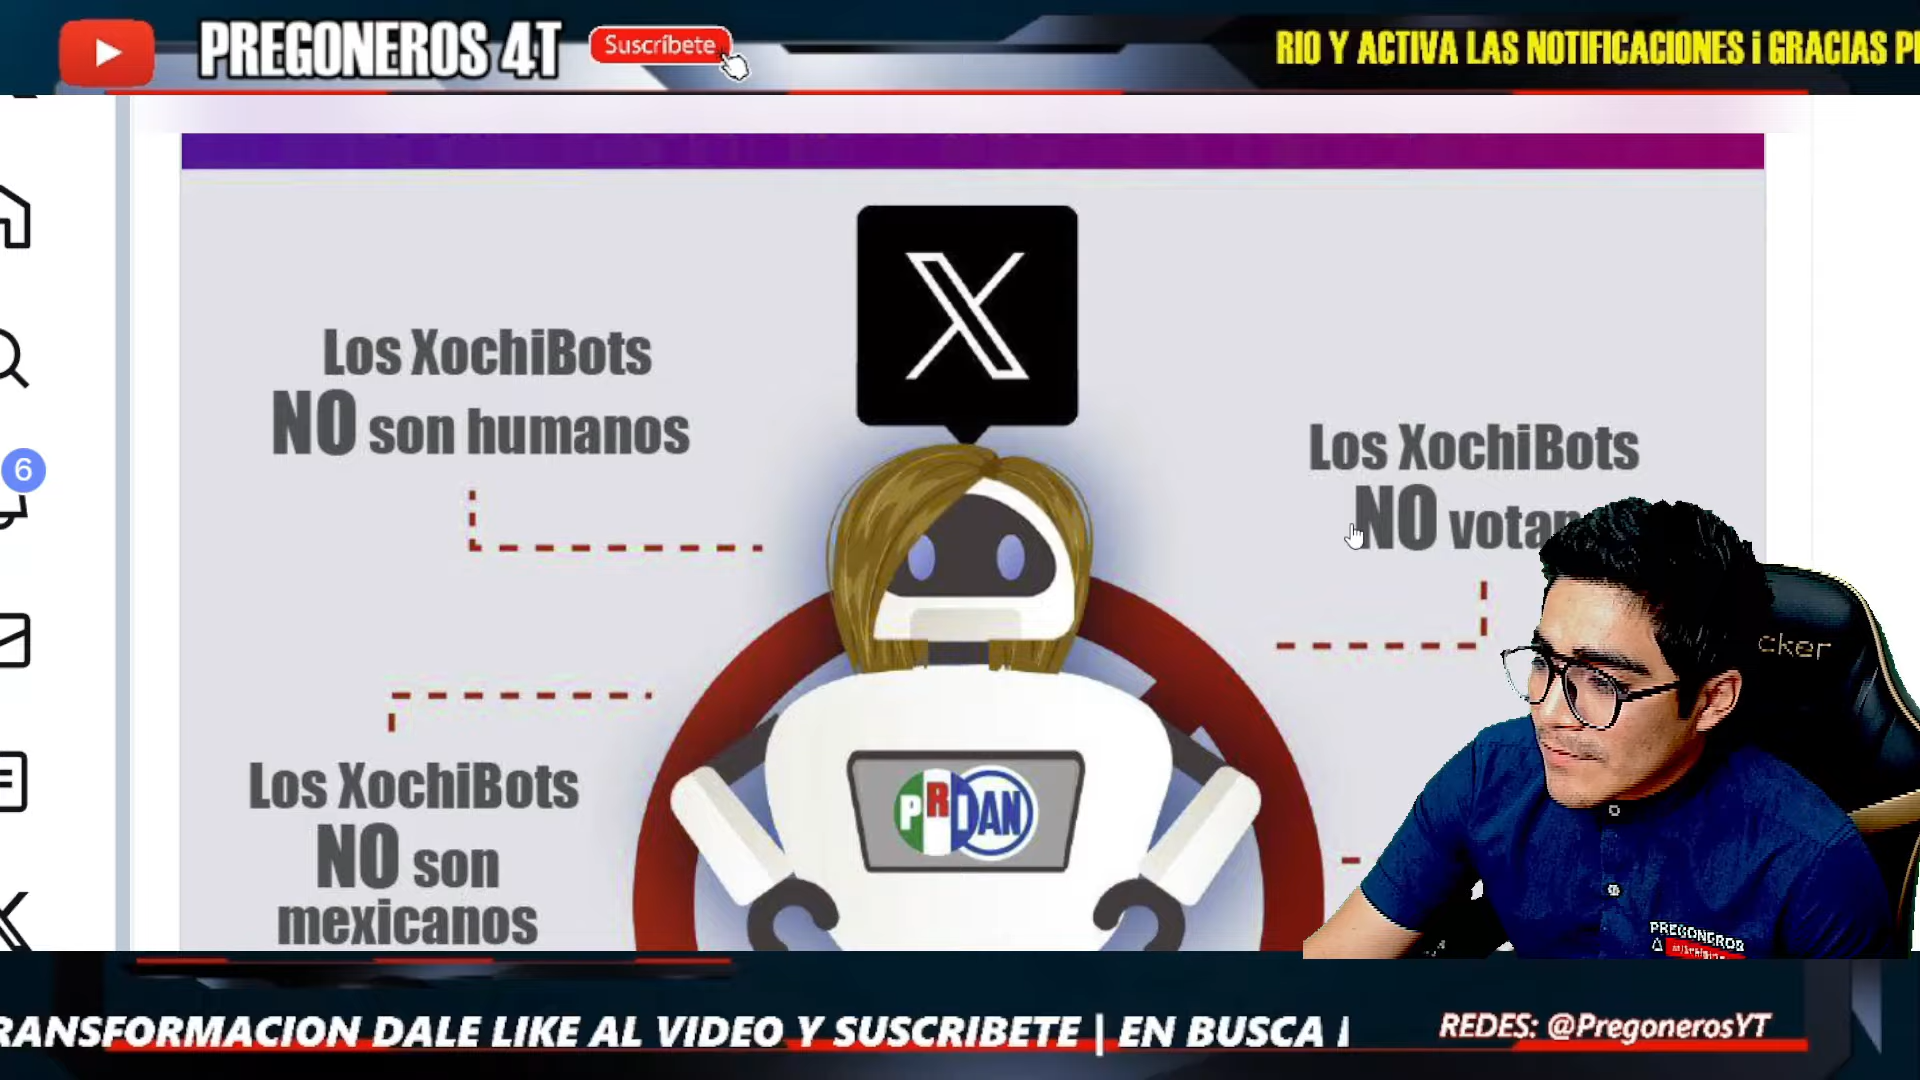 PREGONEROS 4T
Suscríbete
RIO Y ACTIVA LAS NOTIFICACIONES ¡ GRACIAS P
6
X
Los XochiBots
NO son humanos
Los XochiBots
NO votan
PRIAN
Los XochiBots
NO son
mexicanos
cker
PREGONEROS
RANSFORMACION DALE LIKE AL VIDEO Y SUSCRIBETE | EN BUSCA
REDES: @PregonerosYT